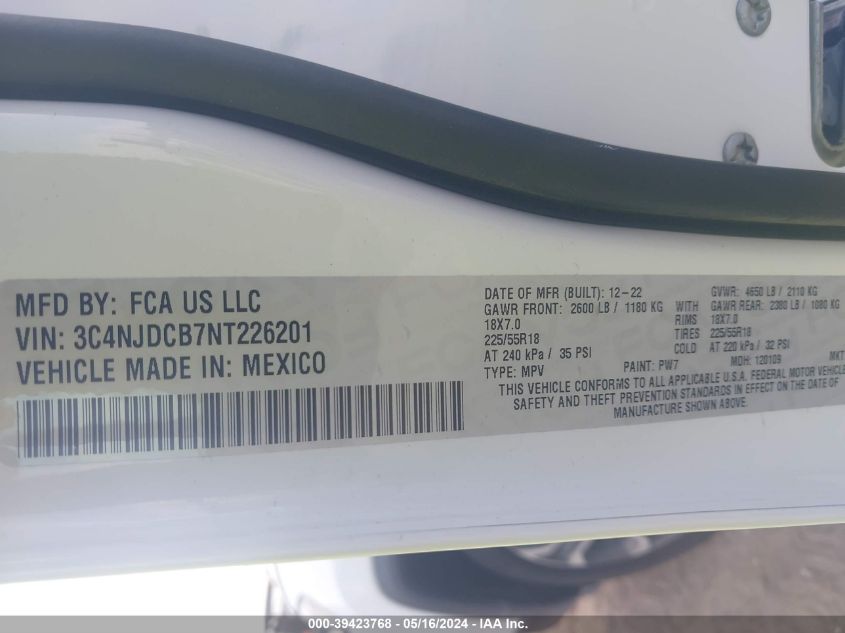 MFD BY: FCA US LLC
VIN: 3C4NJDCB7NT226201
VEHICLE MADE IN: MEXICO
DATE OF MFR (BUILT): 12-22 GVWR: 4650 LB / 2110 KG
GAWR FRONT: 2600 LB / 1180 KG WITH GAWR REAR: 2380 LB / 1080 KG
18X7.0 RIMS 18X7.0
225/55R18 TIRES 225/55R18
AT 240 kPa / 35 PSI COLD AT 220 kPa / 32 PSI
TYPE: MPV PAINT: PW7 MDH: 120109 MKT
THIS VEHICLE CONFORMS TO ALL APPLICABLE U.S.A. FEDERAL MOTOR VEHICLE
SAFETY AND THEFT PREVENTION STANDARDS IN EFFECT ON THE DATE OF
MANUFACTURE SHOWN ABOVE.
000-39423768 - 05/16/2024 - IAA Inc.